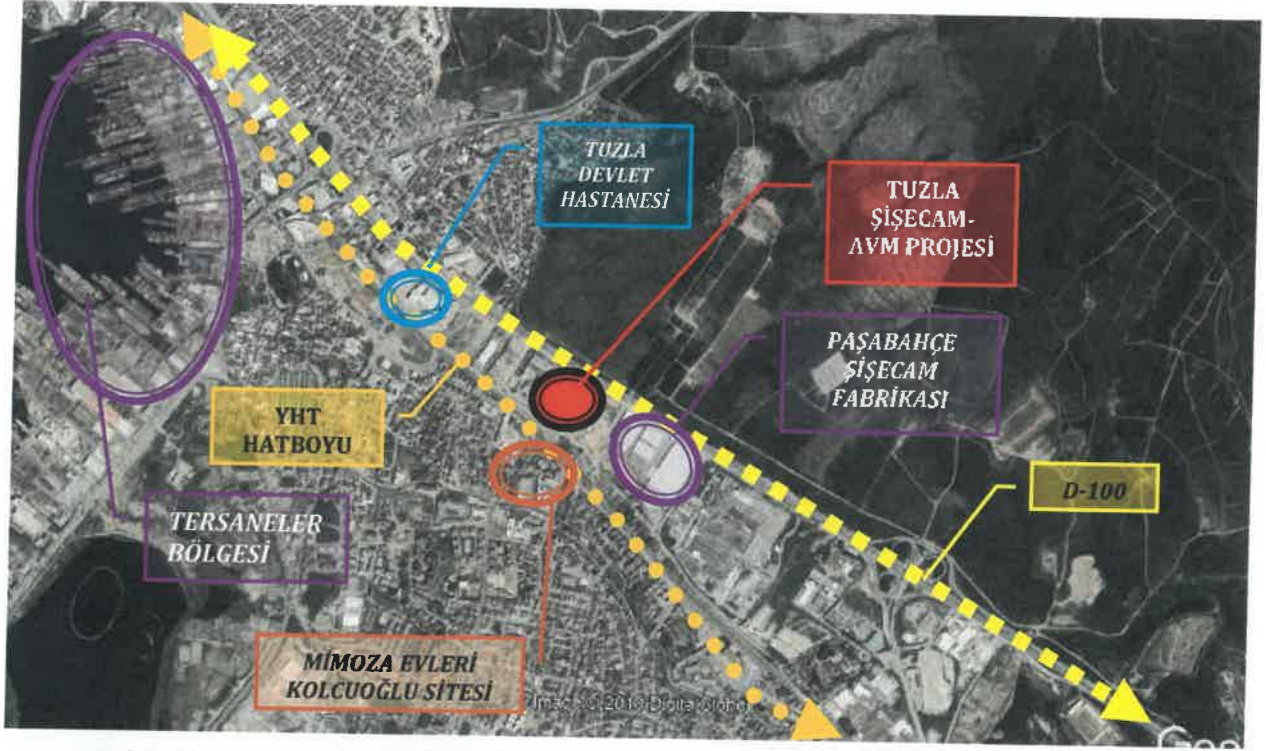 TUZLA
DEVLET
HASTANESİ
TUZLA
ŞİŞECAM-
AVM PROJESİ
PAŞABAHÇE
ŞİŞECAM
FABRİKASI
YHT
HATBOYU
D-100
TERSANELER
BÖLGESİ
MİMOZA EVLERİ
KOLCUOĞLU SİTESİ